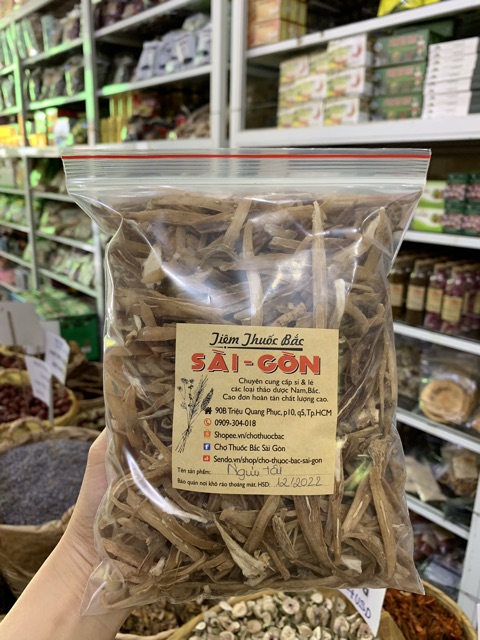 Tiệm Thuốc Bắc
SÀI-GÒN
Chuyên cung cấp sỉ & lẻ
các loại thảo dược Nam,Bắc.
Cao đơn hoàn tán chất lượng cao.
90B Triệu Quang Phục, p10, q5,Tp.HCM
0909-304-018
Shopee.vn/chothuocbac
Chợ Thuốc Bắc Sài Gòn
Sendo.vn/shop/cho-thuoc-bac-sai-gon
Tên sản phẩm: Ngưu tất
Bảo quản nơi khô ráo thoáng mát. HSD: 12/2022